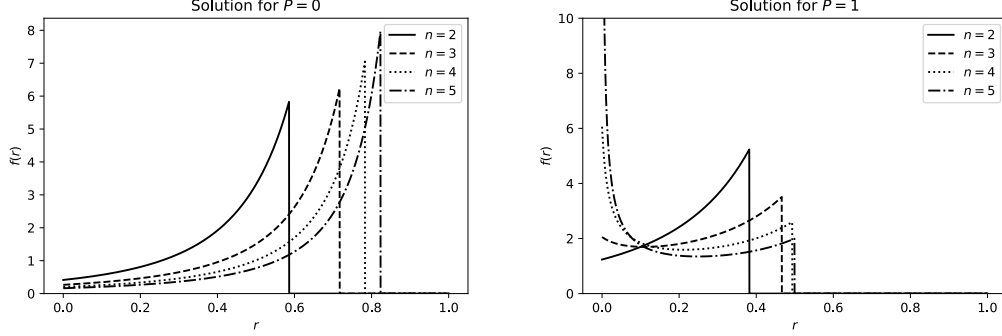 Solution for P = 0
n = 2
n = 3
n = 4
n = 5
f(r)
8
7
6
5
4
3
2
1
0
0.0 0.2 0.4 0.6 0.8 1.0
r
Solution for P = 1
n = 2
n = 3
n = 4
n = 5
f(r)
10
8
6
4
2
0
0.0 0.2 0.4 0.6 0.8 1.0
r